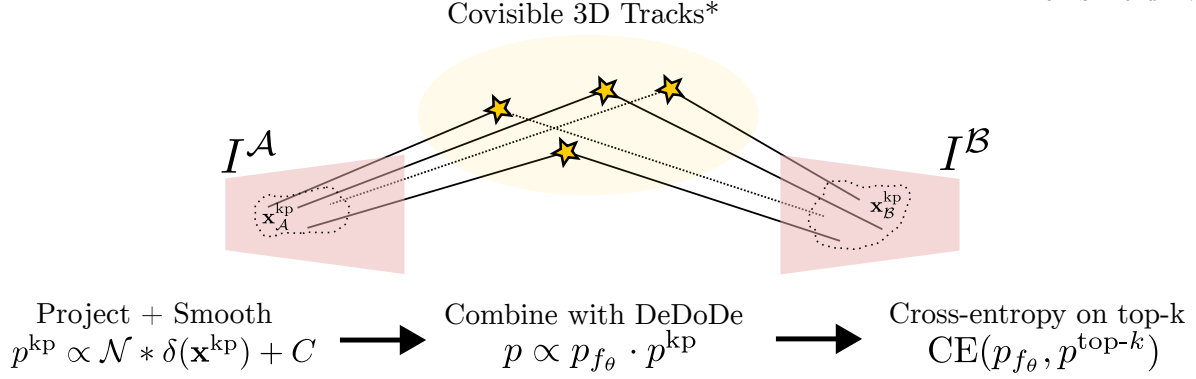 Covisible 3D Tracks*
I^𝒜
I^ℬ
x_𝒜^kp
x_ℬ^kp
Project + Smooth
p^kp ∝ 𝒩 ∗ δ(x^kp) + C
Combine with DeDoDe
p ∝ p_{f_θ} · p^kp
Cross-entropy on top-k
CE(p_{f_θ}, p^{top-k})